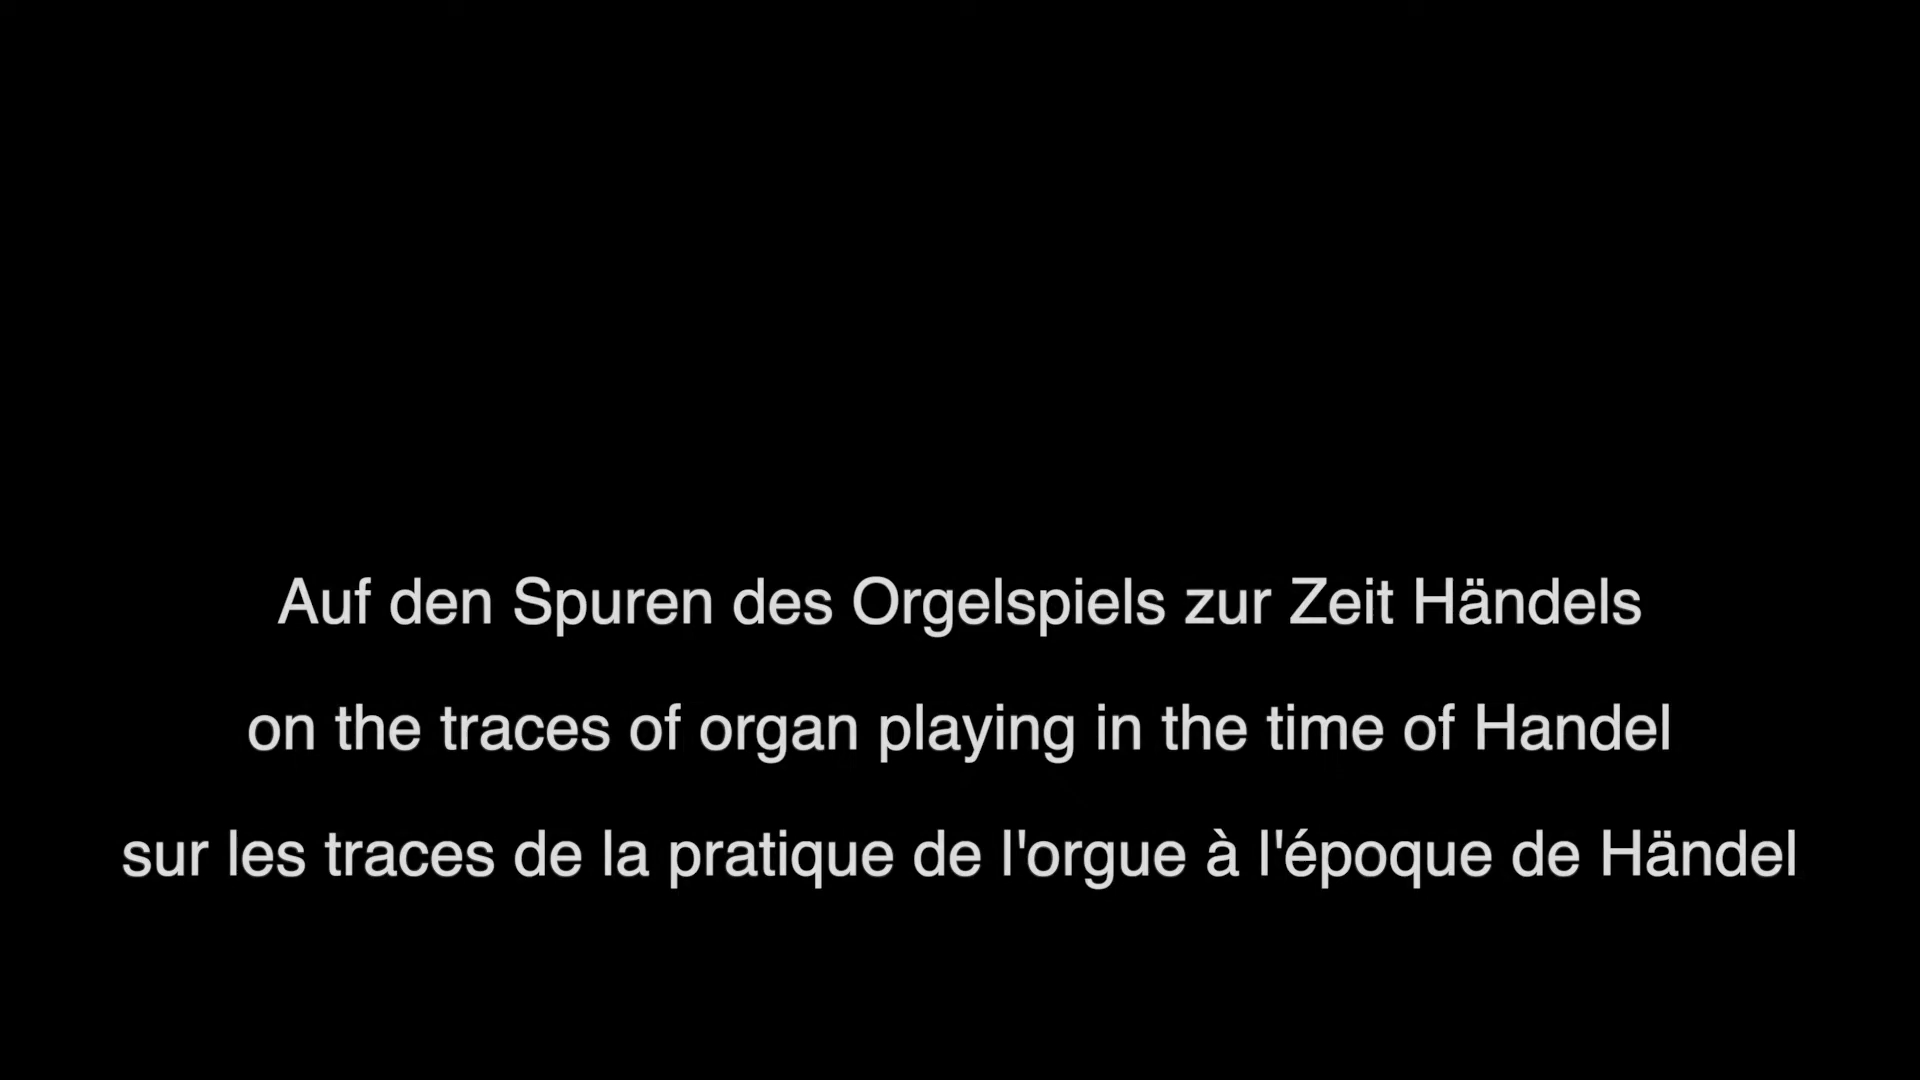 Auf den Spuren des Orgelspiels zur Zeit Händels
on the traces of organ playing in the time of Handel
sur les traces de la pratique de l'orgue à l'époque de Händel